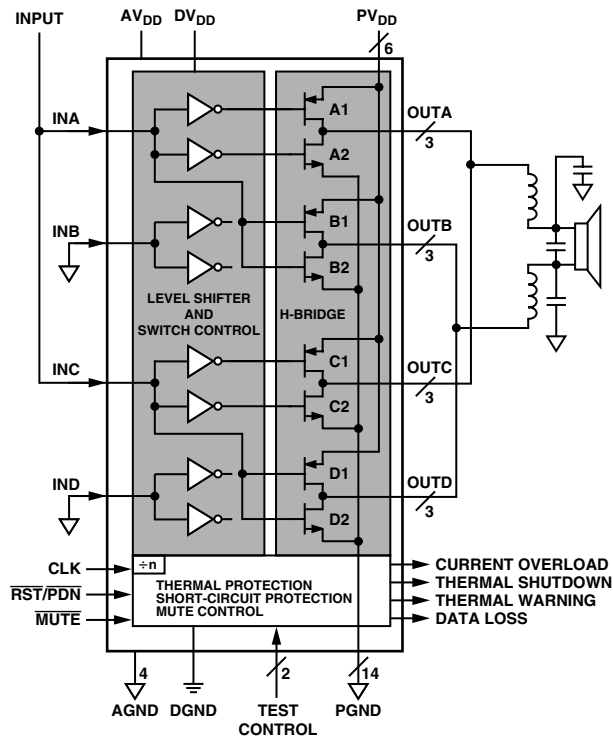 INPUT
AVDD
DVDD
PVDD
6
INA
A1
OUTA
3
A2
INB
B1
OUTB
3
B2
LEVEL SHIFTER
AND
SWITCH CONTROL
H-BRIDGE
INC
C1
OUTC
3
C2
IND
D1
OUTD
3
D2
CLK
÷n
RST/PDN
MUTE
THERMAL PROTECTION
SHORT-CIRCUIT PROTECTION
MUTE CONTROL
CURRENT OVERLOAD
THERMAL SHUTDOWN
THERMAL WARNING
DATA LOSS
4
2
14
AGND
DGND
TEST
CONTROL
PGND